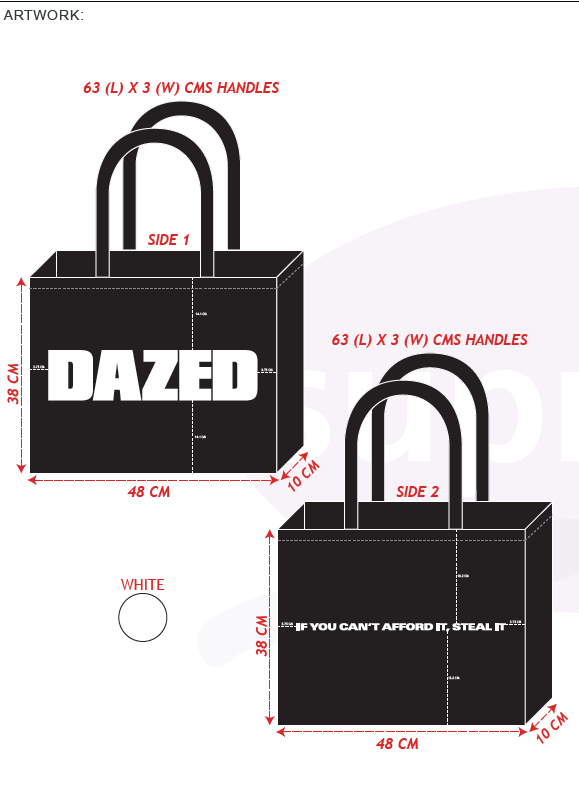 ARTWORK:
63 (L) X 3 (W) CMS HANDLES
SIDE 1
DAZED
38 CM
48 CM
10 CM
63 (L) X 3 (W) CMS HANDLES
SIDE 2
WHITE
IF YOU CAN'T AFFORD IT, STEAL IT
38 CM
48 CM
10 CM